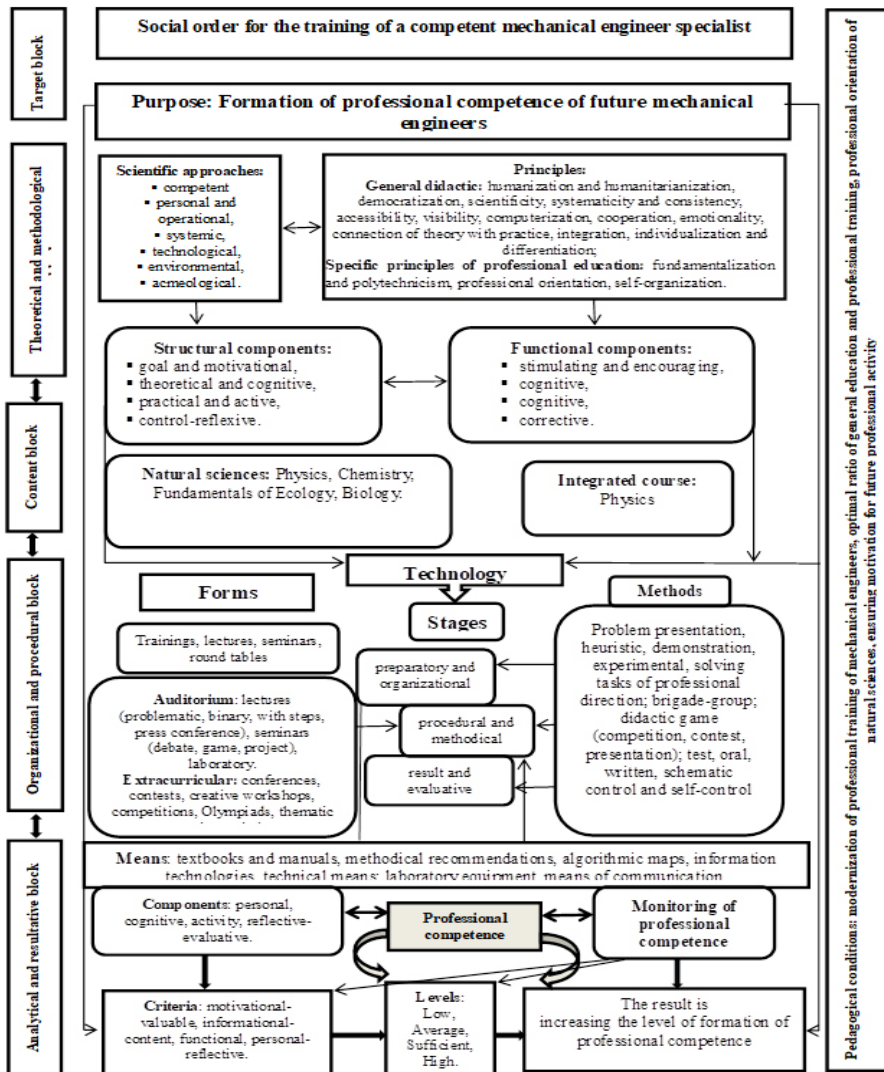 Target block
Social order for the training of a competent mechanical engineer specialist
Purpose: Formation of professional competence of future mechanical
engineers
Theoretical and methodological
Scientific approaches:
▪ competent
▪ personal and
operational,
▪ systemic,
▪ technological,
▪ environmental,
▪ acmeological.
Principles:
General didactic: humanization and humanitarianization,
democratization, scientificity, systematicity and consistency,
accessibility, visibility, computerization, cooperation, emotionality,
connection of theory with practice, integration, individualization and
differentiation;
Specific principles of professional education: fundamentalization
and polytechnicism, professional orientation, self-organization.
Structural components:
▪ goal and motivational,
▪ theoretical and cognitive,
▪ practical and active,
▪ control-reflexive.
Functional components:
▪ stimulating and encouraging,
▪ cognitive,
▪ cognitive,
▪ corrective.
Content block
Natural sciences: Physics, Chemistry,
Fundamentals of Ecology, Biology.
Integrated course:
Physics
Organizational and procedural block
Technology
Forms
Stages
Methods
Trainings, lectures, seminars,
round tables
Auditorium: lectures
(problematic, binary, with steps,
press conference), seminars
(debate, game, project),
laboratory.
Extracurricular: conferences,
contests, creative workshops,
competitions, Olympiads, thematic
preparatory and
organizational
procedural and
methodical
result and
evaluative
Problem presentation,
heuristic, demonstration,
experimental, solving
tasks of professional
direction; brigade-group;
didactic game
(competition, contest,
presentation); test, oral,
written, schematic
control and self-control
Means: textbooks and manuals, methodical recommendations, algorithmic maps, information
technologies, technical means: laboratory equipment, means of communication
Analytical and resultative block
Components: personal,
cognitive, activity, reflective-
evaluative.
Professional
competence
Monitoring of
professional
competence
Criteria: motivational-
valuable, informational-
content, functional, personal-
reflective.
Levels:
Low,
Average,
Sufficient,
High.
The result is
increasing the level of formation of
professional competence
Pedagogical conditions: modernization of professional training of mechanical engineers, optimal ratio of general education and professional training, professional orientation of
natural sciences, ensuring motivation for future professional activity